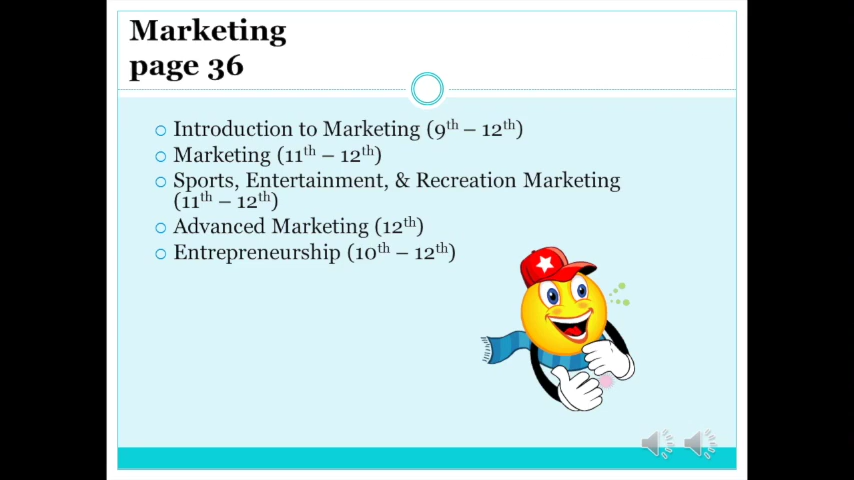 Marketing
page 36
Introduction to Marketing (9th – 12th)
Marketing (11th – 12th)
Sports, Entertainment, & Recreation Marketing
(11th – 12th)
Advanced Marketing (12th)
Entrepreneurship (10th – 12th)